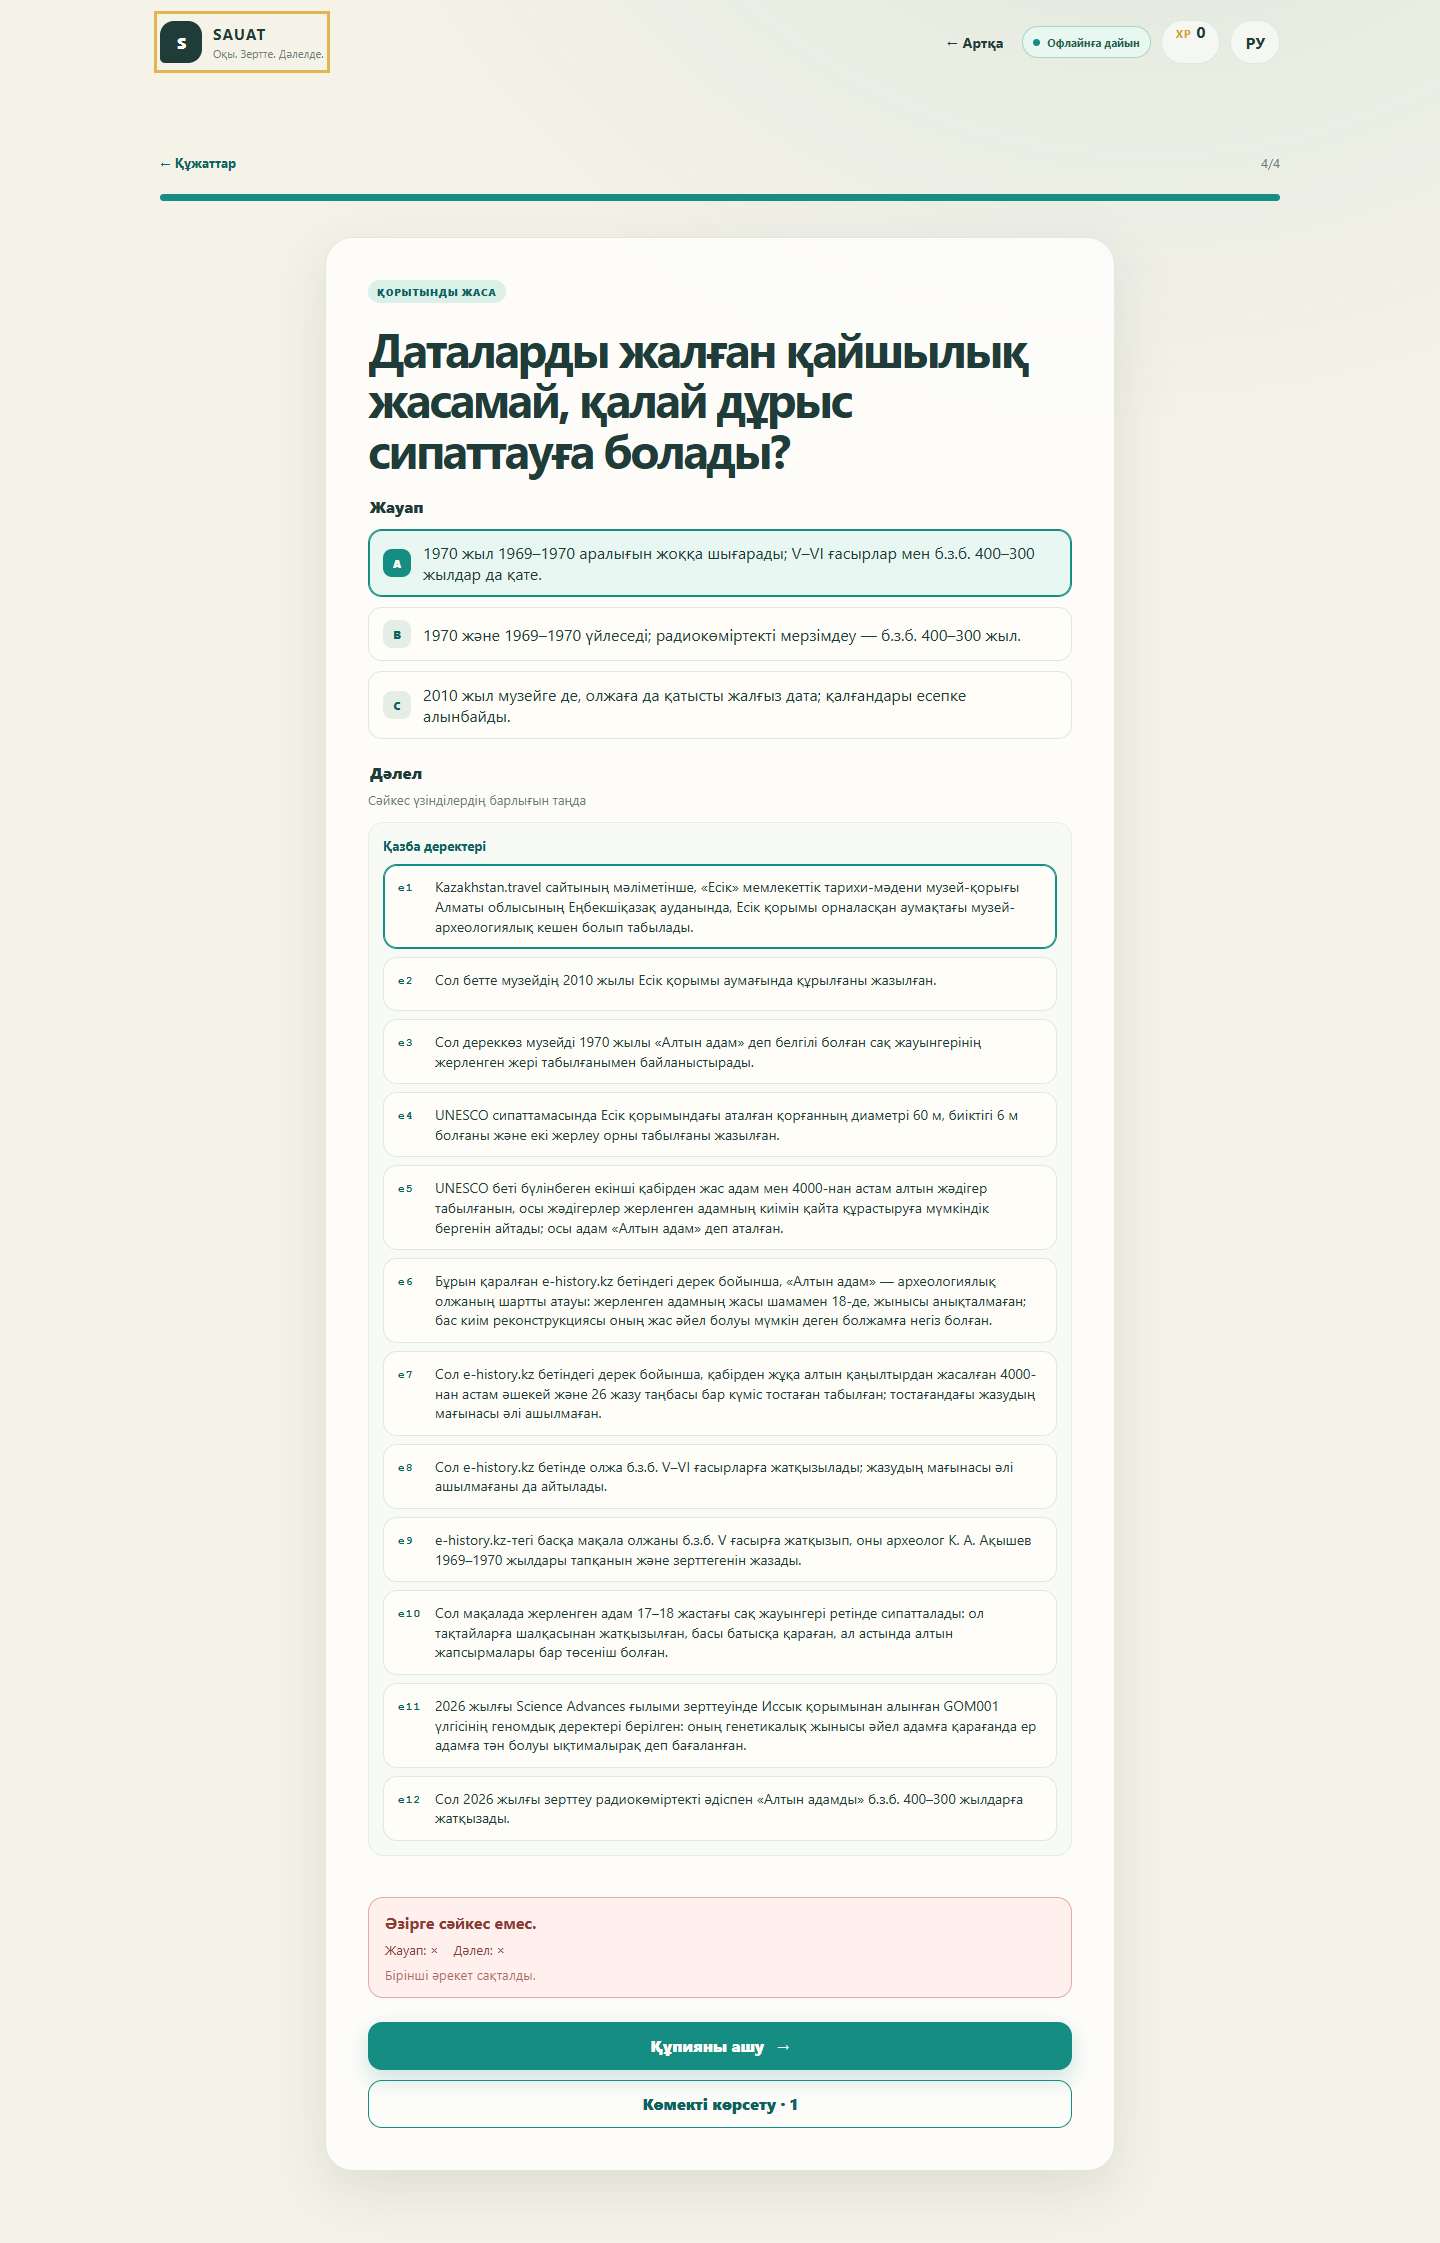 S
SAUAT
Оқы. Зертте. Дәлелде.
← Артқа
Офлайнға дайын
XP 0
РУ
← Құжаттар
4/4
ҚОРЫТЫНДЫ ЖАСА
Даталарды жалған қайшылық
жасамай, қалай дұрыс
сипаттауға болады?
Жауап
A
1970 жыл 1969–1970 аралығын жоққа шығарады; V–VI ғасырлар мен б.з.б. 400–300
жылдар да қате.
B
1970 және 1969–1970 үйлеседі; радиокөміртекті мерзімдеу — б.з.б. 400–300 жыл.
C
2010 жыл музейге де, олжаға да қатысты жалғыз дата; қалғандары есепке
алынбайды.
Дәлел
Сәйкес үзінділердің барлығын таңда
Қазба деректері
e1
Kazakhstan.travel сайтының мәліметінше, «Есік» мемлекеттік тарихи-мәдени музей-қорығы
Алматы облысының Еңбекшіқазақ ауданында, Есік қорымы орналасқан аумақтағы музей-
археологиялық кешен болып табылады.
e2
Сол бетте музейдің 2010 жылы Есік қорымы аумағында құрылғаны жазылған.
e3
Сол дереккөз музейді 1970 жылы «Алтын адам» деп белгілі болған сақ жауынгерінің
жерленген жері табылғанымен байланыстырады.
e4
UNESCO сипаттамасында Есік қорымындағы аталған қорғанның диаметрі 60 м, биіктігі 6 м
болғаны және екі жерлеу орны табылғаны жазылған.
e5
UNESCO беті бүлінбеген екінші қабірден жас адам мен 4000-нан астам алтын жәдігер
табылғанын, осы жәдігерлер жерленген адамның киімін қайта құрастыруға мүмкіндік
бергенін айтады; осы адам «Алтын адам» деп аталған.
e6
Бұрын қаралған e-history.kz бетіндегі дерек бойынша, «Алтын адам» — археологиялық
олжаның шартты атауы: жерленген адамның жасы шамамен 18-де, жынысы анықталмаған;
бас киім реконструкциясы оның жас әйел болуы мүмкін деген болжамға негіз болған.
e7
Сол e-history.kz бетіндегі дерек бойынша, қабірден жұқа алтын қаңылтырдан жасалған 4000-
нан астам әшекей және 26 жазу таңбасы бар күміс тостаған табылған; тостағандағы жазудың
мағынасы әлі ашылмаған.
e8
Сол e-history.kz бетінде олжа б.з.б. V–VI ғасырларға жатқызылады; жазудың мағынасы әлі
ашылмағаны да айтылады.
e9
e-history.kz-тегі басқа мақала олжаны б.з.б. V ғасырға жатқызып, оны археолог К. А. Ақышев
1969–1970 жылдары тапқанын және зерттегенін жазады.
e10
Сол мақалада жерленген адам 17–18 жастағы сақ жауынгері ретінде сипатталады: ол
тақтайларға шалқасынан жатқызылған, басы батысқа қараған, ал астында алтын
жапсырмалары бар төсеніш болған.
e11
2026 жылғы Science Advances ғылыми зерттеуінде Иссык қорымынан алынған GOM001
үлгісінің геномдық деректері берілген: оның генетикалық жынысы әйел адамға қарағанда ер
адамға тән болуы ықтималырақ деп бағаланған.
e12
Сол 2026 жылғы зерттеу радиокөміртекті әдіспен «Алтын адамды» б.з.б. 400–300 жылдарға
жатқызады.
Әзірге сәйкес емес.
Жауап: × Дәлел: ×
Бірінші әрекет сақталды.
Құпияны ашу →
Көмекті көрсету · 1